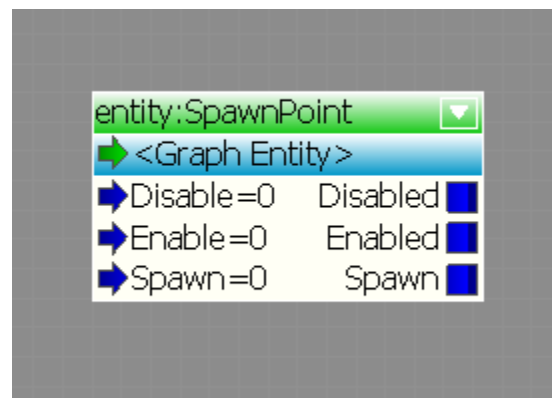 entity:SpawnPoint
<Graph Entity>
Disable=0 Disabled
Enable=0 Enabled
Spawn=0 Spawn